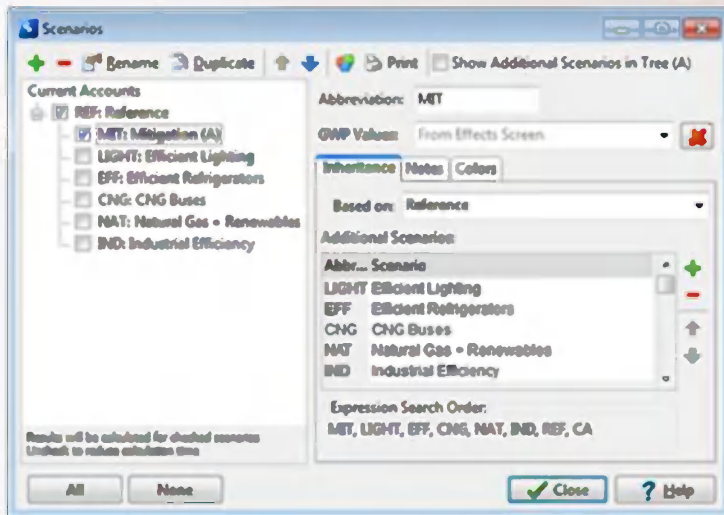 Scenarios
Rename Duplicate Print Show Additional Scenarios in Tree (A)
Current Accounts
REF: Reference
MIT: Mitigation (A)
LIGHT: Efficient Lighting
EFF: Efficient Refrigerators
CNG: CNG Buses
NAT: Natural Gas + Renewables
IND: Industrial Efficiency
Results will be calculated for checked scenarios
Uncheck to reduce calculation time
All None
Abbreviation: MIT
GWP Values: From Effects Screen
Inheritance Notes Colors
Based on: Reference
Additional Scenarios:
Abbr... Scenario
LIGHT Efficient Lighting
EFF Efficient Refrigerators
CNG CNG Buses
NAT Natural Gas + Renewables
IND Industrial Efficiency
Expression Search Order:
MIT, LIGHT, EFF, CNG, NAT, IND, REF, CA
Close ? Help